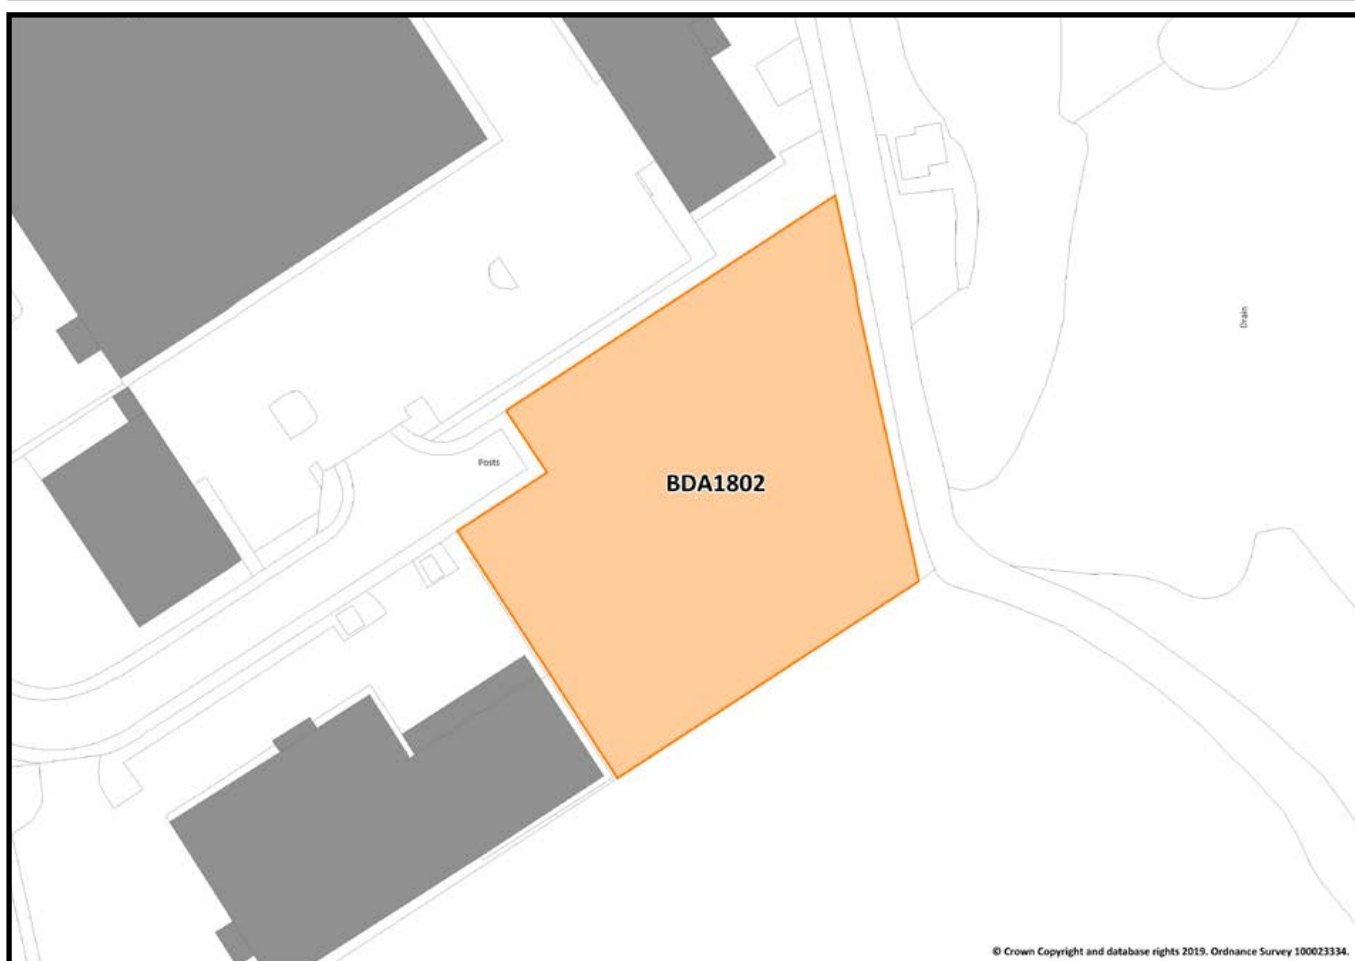 Drain
Posts
BDA1802
© Crown Copyright and database rights 2019. Ordnance Survey 100023334.